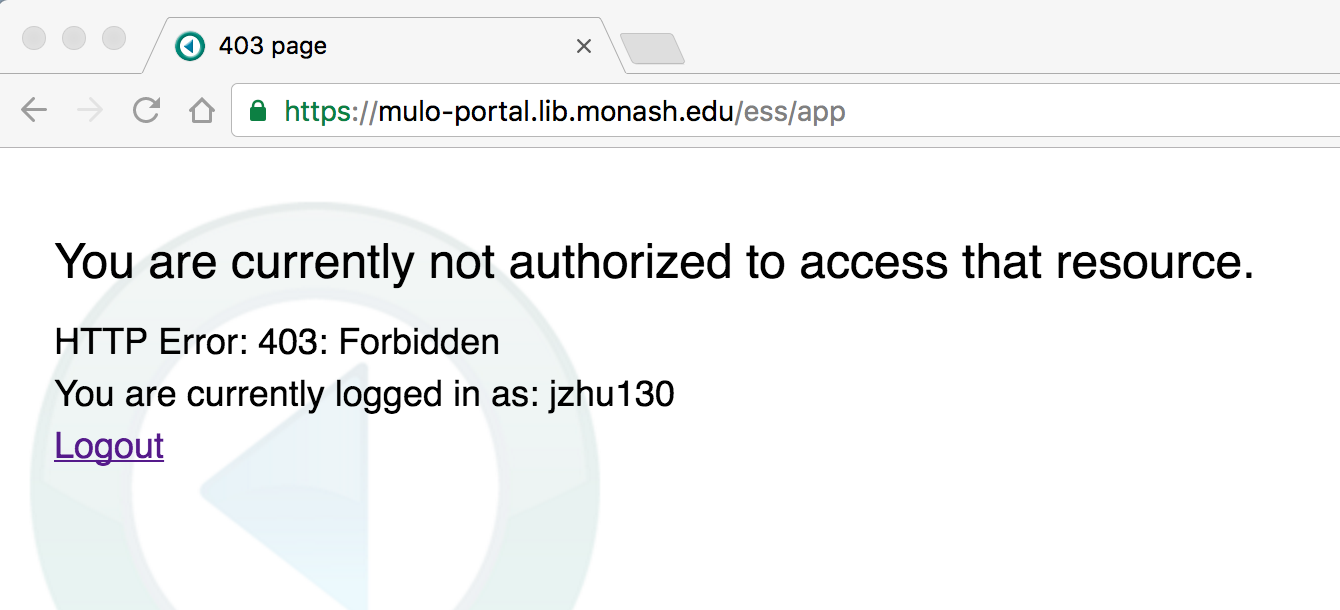 403 page
https://mulo-portal.lib.monash.edu/ess/app
You are currently not authorized to access that resource.
HTTP Error: 403: Forbidden
You are currently logged in as: jzhu130
Logout